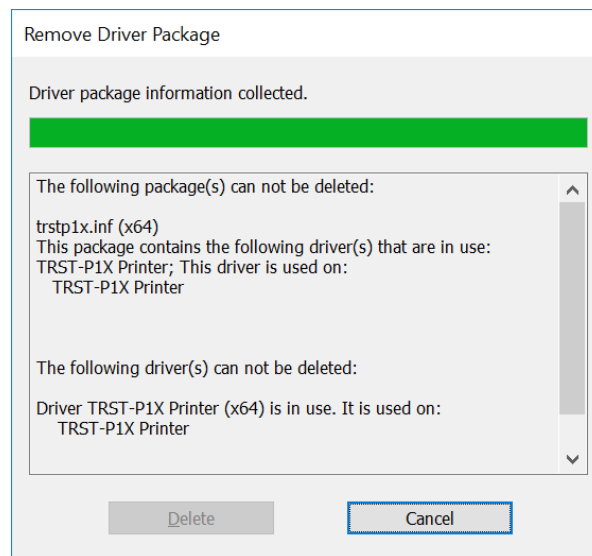 Remove Driver Package
Driver package information collected.
The following package(s) can not be deleted:
trstp1x.inf (x64)
This package contains the following driver(s) that are in use:
TRST-P1X Printer; This driver is used on:
TRST-P1X Printer
The following driver(s) can not be deleted:
Driver TRST-P1X Printer (x64) is in use. It is used on:
TRST-P1X Printer
Delete
Cancel